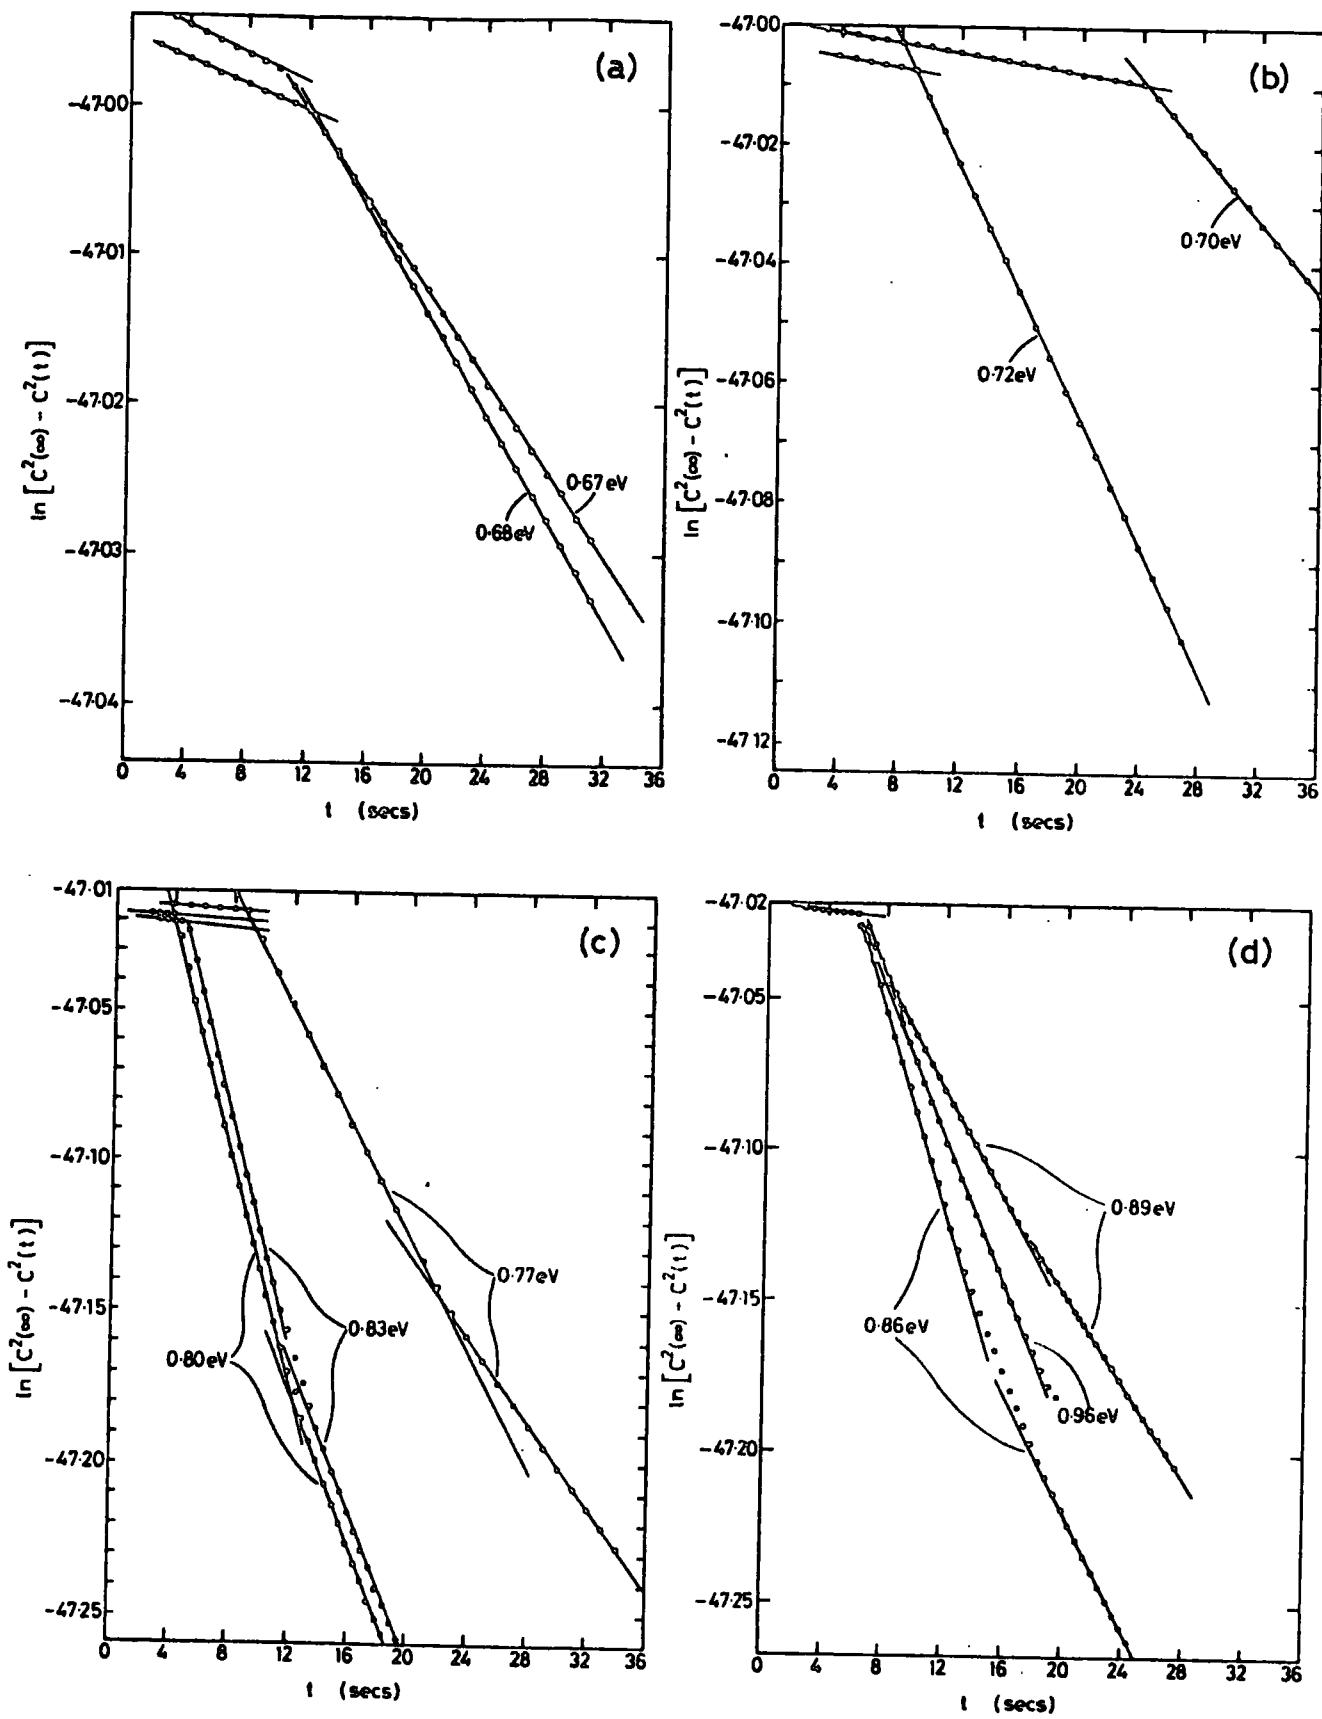 (a)
-47·00
-47·01
-47·02
-47·03
-47·04
ln [C²(∞) - C²(t)]
0·67eV
0·68eV
0 4 8 12 16 20 24 28 32 36
t (secs)
(b)
-47·00
-47·02
-47·04
-47·06
-47·08
-47·10
-47·12
ln [C²(∞) - C²(t)]
0·70eV
0·72eV
0 4 8 12 16 20 24 28 32 36
t (secs)
(c)
-47·01
-47·05
-47·10
-47·15
-47·20
-47·25
ln [C²(∞) - C²(t)]
0·77eV
0·83eV
0·80eV
0 4 8 12 16 20 24 28 32 36
t (secs)
(d)
-47·02
-47·05
-47·10
-47·15
-47·20
-47·25
ln [C²(∞) - C²(t)]
0·89eV
0·86eV
0·96eV
0 4 8 12 16 20 24 28 32 36
t (secs)